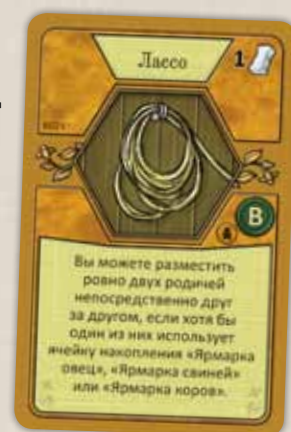 Лассо
1
B
Вы можете разместить
ровно двух родичей
непосредственно друг
за другом, если хотя бы
один из них использует
ячейку накопления «Ярмарка
овец», «Ярмарка свиней»
или «Ярмарка коров».